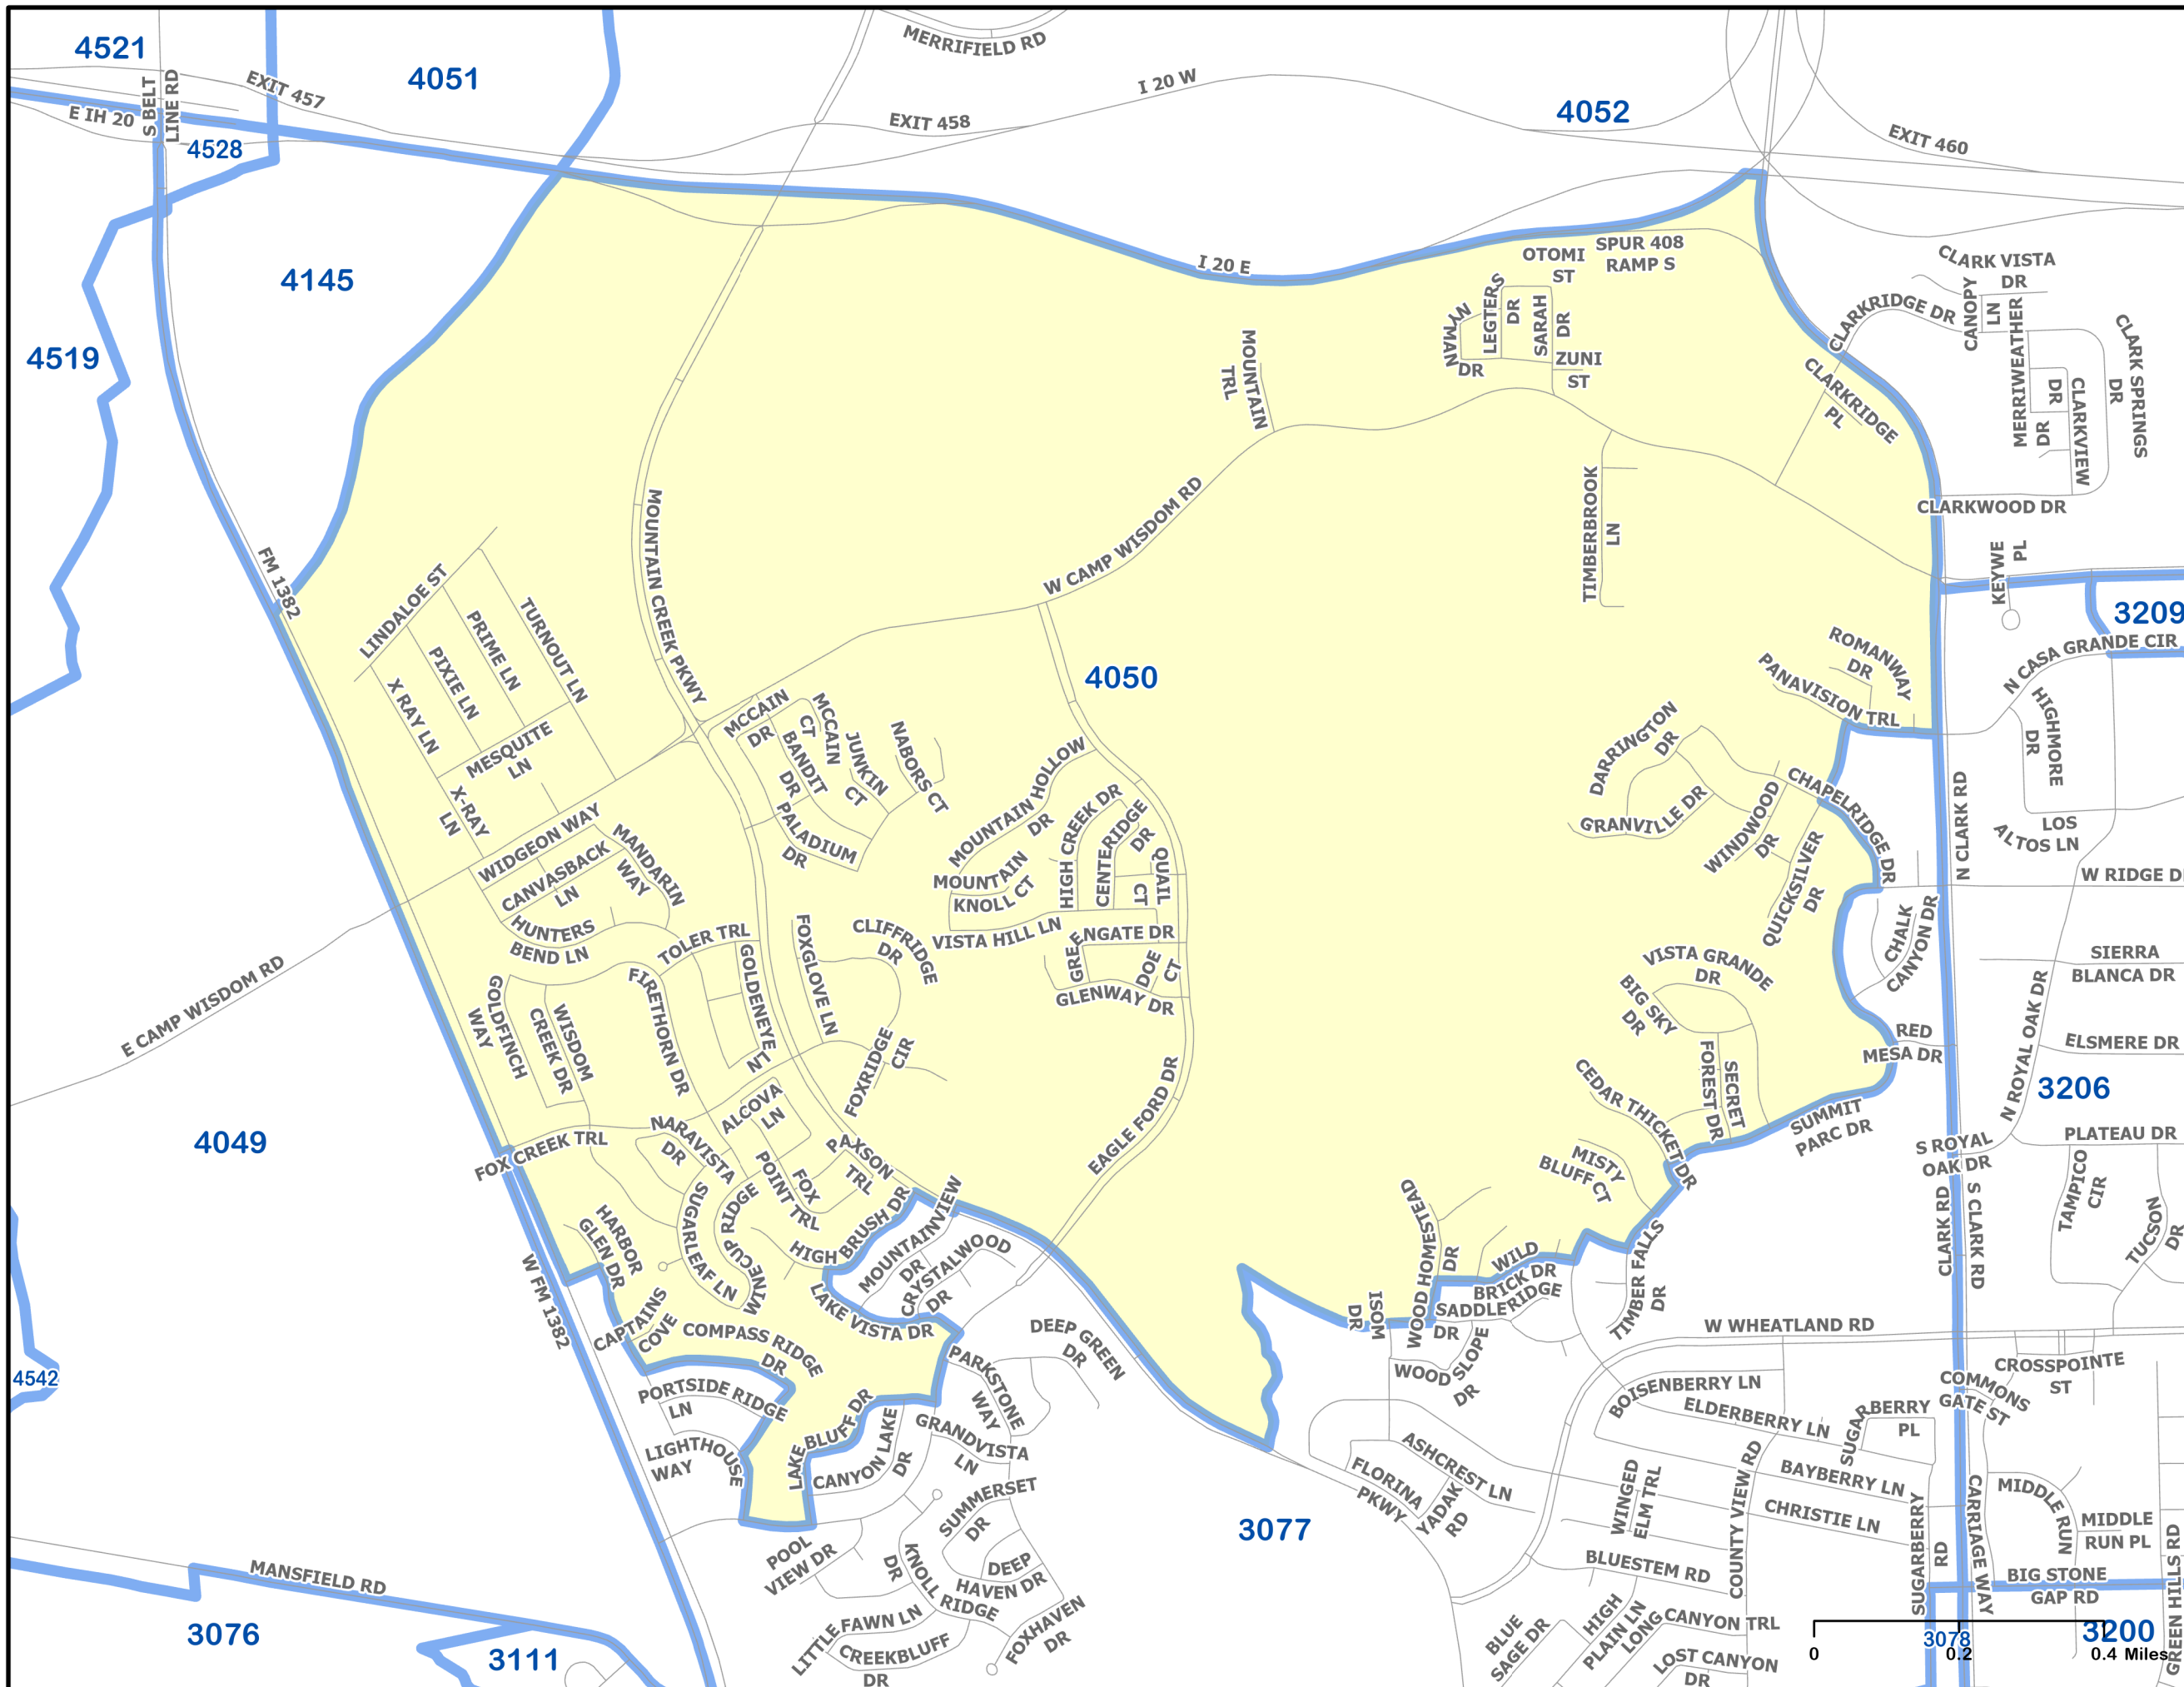 MERRIFIELD RD
4521
4051
S BELT
LINE RD
EXIT 457
E IH 20
4528
I 20 W
EXIT 458
4052
EXIT 460
4145
4519
I 20 E
OTOMI
ST
SPUR 408
RAMP S
CLARK VISTA
DR
CLARKRIDGE DR
CANOPY
LN
MERRIWEATHER
DR
CLARKVIEW
DR
CLARK SPRINGS
DR
NYMAN
DR
LEGTERS
DR
SARAH
DR
ZUNI
ST
MOUNTAIN
TRL
CLARKRIDGE
PL
CLARKWOOD DR
TIMBERBROOK
LN
KEYWE
PL
3209
N CASA GRANDE CIR
HIGHMORE
DR
LOS
ALTOS LN
W CAMP WISDOM RD
MOUNTAIN CREEK PKWY
FM 1382
LINDALOE ST
PRIME LN
TURNOUT LN
PIXIE LN
X RAY LN
MESQUITE
LN
X-RAY
LN
4050
ROMANWAY
DR
PANAVISION TRL
MCCAIN
DR
MCCAIN
CT
BANDIT
DR
JUNKIN
CT
NABORS CT
PALADIUM
DR
MOUNTAIN HOLLOW
DR
HIGH CREEK DR
CENTERIDGE
DR
QUAIL
CT
MOUNTAIN
KNOLL CT
VISTA HILL LN
GREENGATE DR
DOE
CT
GLENWAY DR
DARRINGTON
DR
GRANVILLE DR
WINDWOOD
DR
CHAPELRIDGE DR
QUICKSILVER
DR
N CLARK RD
W RIDGE D
CHALK
CANYON DR
SIERRA
BLANCA DR
N ROYAL OAK DR
ELSMERE DR
WIDGEON WAY
CANVASBACK
LN
MANDARIN
WAY
HUNTERS
BEND LN
TOLER TRL
FIRETHORN DR
GOLDENEYE
LN
FOXGLOVE LN
CLIFFRIDGE
DR
FOXRIDGE
CIR
GOLDFINCH
WAY
WISDOM
CREEK DR
E CAMP WISDOM RD
VISTA GRANDE
DR
BIG SKY
DR
FOREST DR
SECRET
CEDAR THICKET DR
RED
MESA DR
SUMMIT
PARC DR
3206
PLATEAU DR
S ROYAL
OAK DR
TAMPICO
CIR
TUCSON
DR
4049
FOX CREEK TRL
NARAVISTA
DR
ALCOVA
LN
PAXSON
TRL
FOX
POINT TRL
SUGARLEAF LN
WINECUP RIDGE
HIGH BRUSH DR
EAGLE FORD DR
MOUNTAINVIEW
DR
CRYSTALWOOD
DR
LAKE VISTA DR
HARBOR
GLEN DR
W FM 1382
CAPTAINS
COVE
COMPASS RIDGE
DR
PORTSIDE RIDGE
LN
LIGHTHOUSE
WAY
LAKE BLUFF DR
CANYON LAKE
DR
PARKSTONE
WAY
DEEP GREEN
DR
GRANDVISTA
LN
SUMMERSET
DR
DEEP
HAVEN DR
KNOLL RIDGE
DR
POOL
VIEW DR
LITTLE FAWN LN
CREEKBLUFF
DR
FOXHAVEN
DR
MISTY
BLUFF CT
WOOD HOMESTEAD
DR
WILD
BRICK DR
SADDLERIDGE
DR
TIMBER FALLS
DR
ISOM
DR
WOOD SLOPE
DR
CLARK RD
S CLARK RD
W WHEATLAND RD
BOISENBERRY LN
ELDERBERRY LN
SUGARBERRY
PL
CROSSPOINTE
ST
COMMONS
GATE ST
ASHCREST LN
FLORINA
PKWY
YADAK
RD
3077
WINGED
ELM TRL
COUNTY VIEW RD
BAYBERRY LN
CHRISTIE LN
BLUESTEM RD
SUGARBERRY
RD
CARRIAGE WAY
MIDDLE RUN
MIDDLE
RUN PL
BIG STONE
GAP RD
GREEN HILLS RD
BLUE
SAGE DR
HIGH
PLAIN LN
LONG CANYON TRL
LOST CANYON
DR
4542
MANSFIELD RD
3076
3111
3078
3200
0
0.2
0.4 Miles